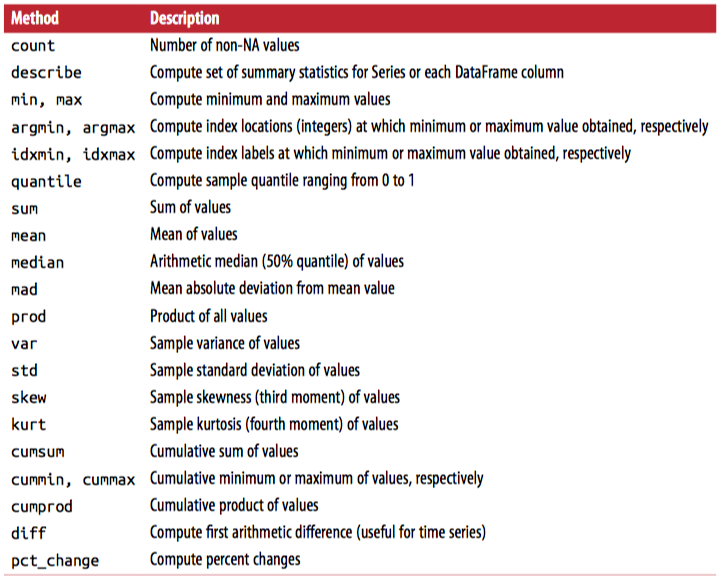 Method Description
count Number of non-NA values
describe Compute set of summary statistics for Series or each DataFrame column
min, max Compute minimum and maximum values
argmin, argmax Compute index locations (integers) at which minimum or maximum value obtained, respectively
idxmin, idxmax Compute index labels at which minimum or maximum value obtained, respectively
quantile Compute sample quantile ranging from 0 to 1
sum Sum of values
mean Mean of values
median Arithmetic median (50% quantile) of values
mad Mean absolute deviation from mean value
prod Product of all values
var Sample variance of values
std Sample standard deviation of values
skew Sample skewness (third moment) of values
kurt Sample kurtosis (fourth moment) of values
cumsum Cumulative sum of values
cummin, cummax Cumulative minimum or maximum of values, respectively
cumprod Cumulative product of values
diff Compute first arithmetic difference (useful for time series)
pct_change Compute percent changes